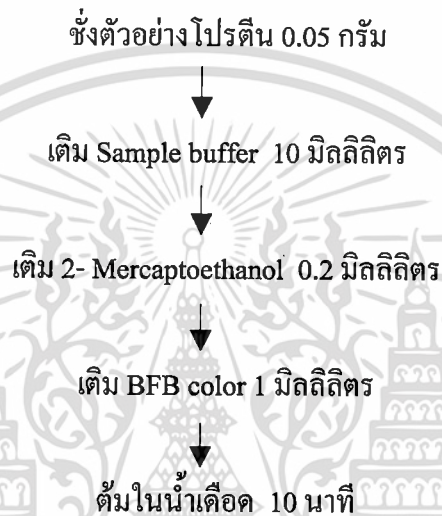 ชั่งตัวอย่างโปรตีน 0.05 กรัม
เติม Sample buffer 10 มิลลิลิตร
เติม 2- Mercaptoethanol 0.2 มิลลิลิตร
เติม BFB color 1 มิลลิลิตร
ต้มในน้ำเดือด 10 นาที